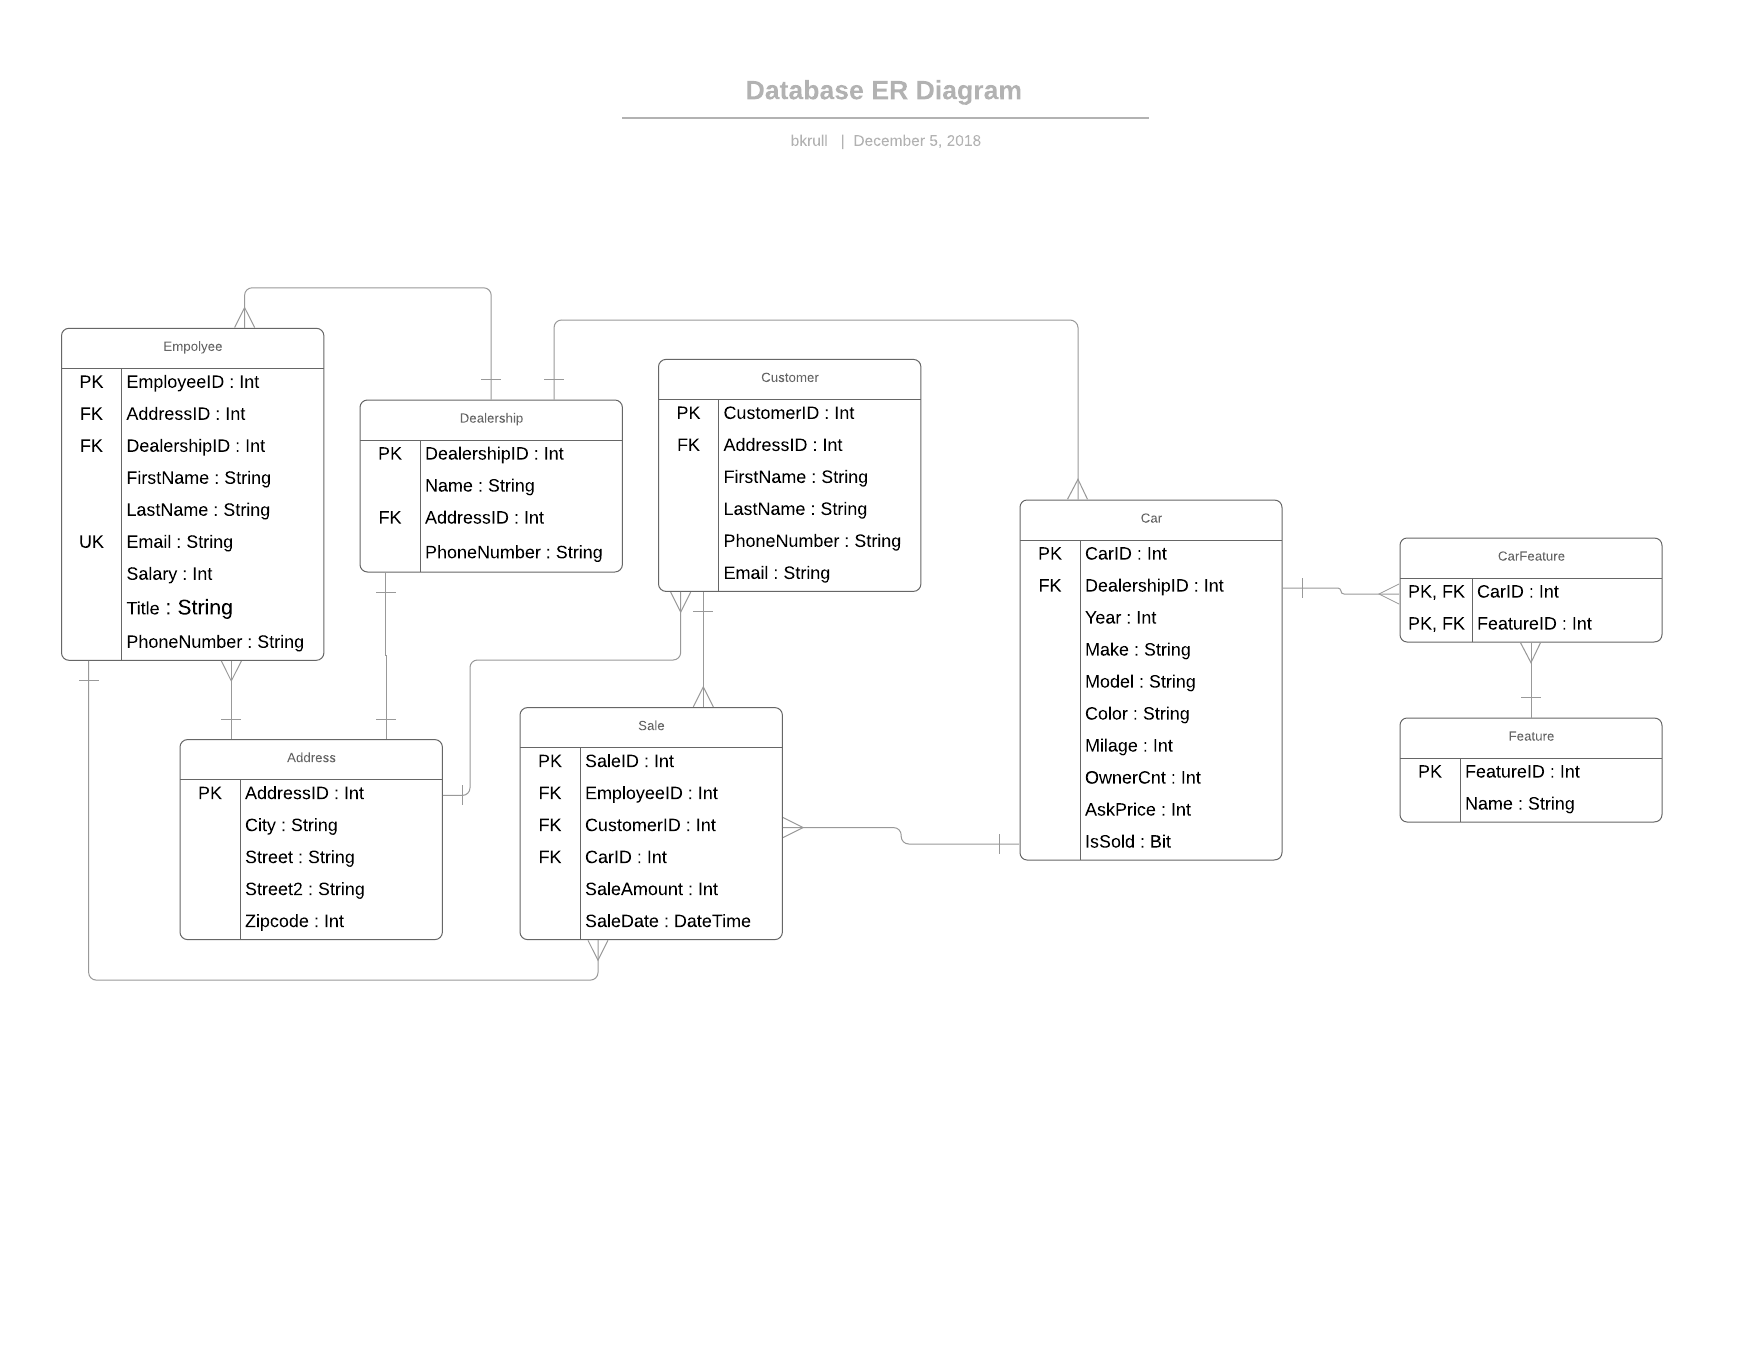 Database ER Diagram
bkrull | December 5, 2018
Empolyee
PK EmployeeID : Int
FK AddressID : Int
FK DealershipID : Int
FirstName : String
LastName : String
UK Email : String
Salary : Int
Title : String
PhoneNumber : String
Dealership
PK DealershipID : Int
Name : String
FK AddressID : Int
PhoneNumber : String
Customer
PK CustomerID : Int
FK AddressID : Int
FirstName : String
LastName : String
PhoneNumber : String
Email : String
Car
PK CarID : Int
FK DealershipID : Int
Year : Int
Make : String
Model : String
Color : String
Milage : Int
OwnerCnt : Int
AskPrice : Int
IsSold : Bit
CarFeature
PK, FK CarID : Int
PK, FK FeatureID : Int
Feature
PK FeatureID : Int
Name : String
Address
PK AddressID : Int
City : String
Street : String
Street2 : String
Zipcode : Int
Sale
PK SaleID : Int
FK EmployeeID : Int
FK CustomerID : Int
FK CarID : Int
SaleAmount : Int
SaleDate : DateTime